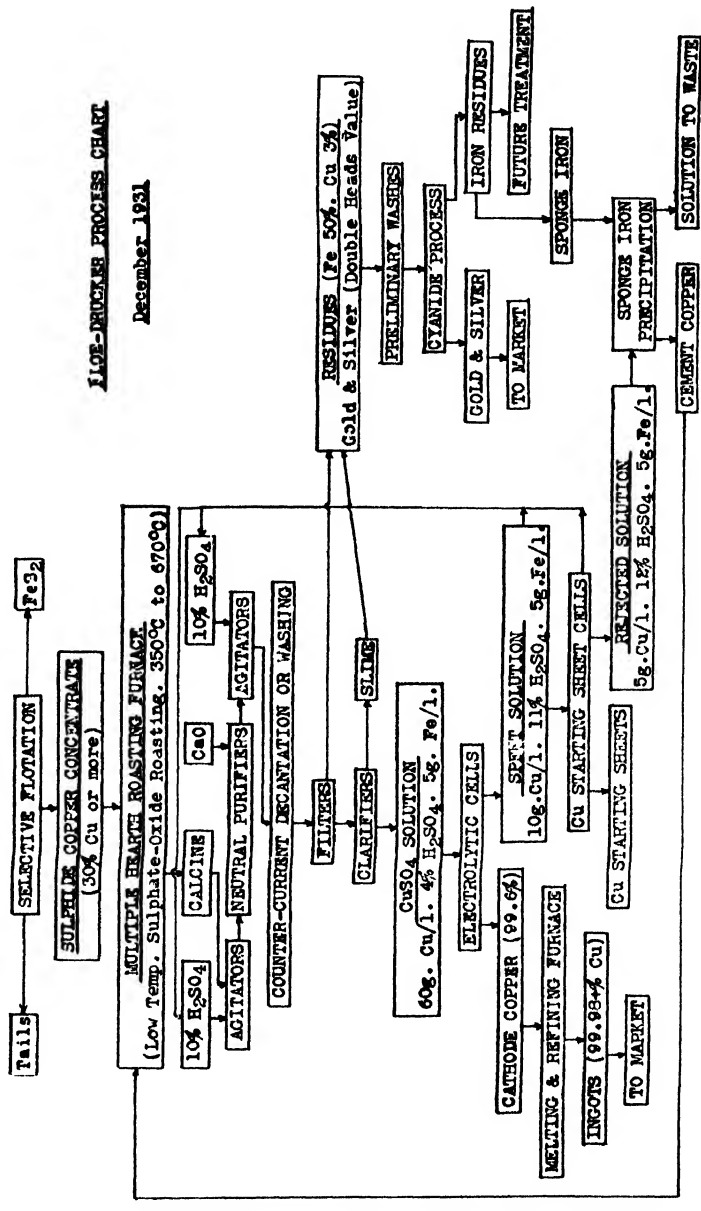 FLOE-DRUCKER PROCESS CHART
December 1931
SELECTIVE FLOTATION
Tails
FeS2
SULPHIDE COPPER CONCENTRATE
(30% Cu or more)
MULTIPLE HEARTH ROASTING FURNACE
(Low Temp. Sulphate-Oxide Roasting. 350°C to 670°C)
10% H2SO4
CALCINE
CaO
10% H2SO4
AGITATORS
NEUTRAL PURIFIERS
AGITATORS
COUNTER-CURRENT DECANTATION OR WASHING
FILTERS
CLARIFIERS
SLIME
CuSO4 SOLUTION
60g. Cu/l. 4% H2SO4. 5g. Fe/l.
ELECTROLYTIC CELLS
CATHODE COPPER (99.6%)
MELTING & REFINING FURNACE
INGOTS (99.98+% Cu)
TO MARKET
SPENT SOLUTION
10g.Cu/l. 11% H2SO4. 5g.Fe/l.
Cu STARTING SHEET CELLS
Cu STARTING SHEETS
REJECTED SOLUTION
5g.Cu/l. 12% H2SO4. 5g.Fe/l.
RESIDUES (Fe 50%. Cu 3%)
Gold & Silver (Double Heads Value)
PRELIMINARY WASHES
CYANIDE PROCESS
GOLD & SILVER
TO MARKET
IRON RESIDUES
FUTURE TREATMENT
SPONGE IRON
SPONGE IRON
PRECIPITATION
CEMENT COPPER
SOLUTION TO WASTE